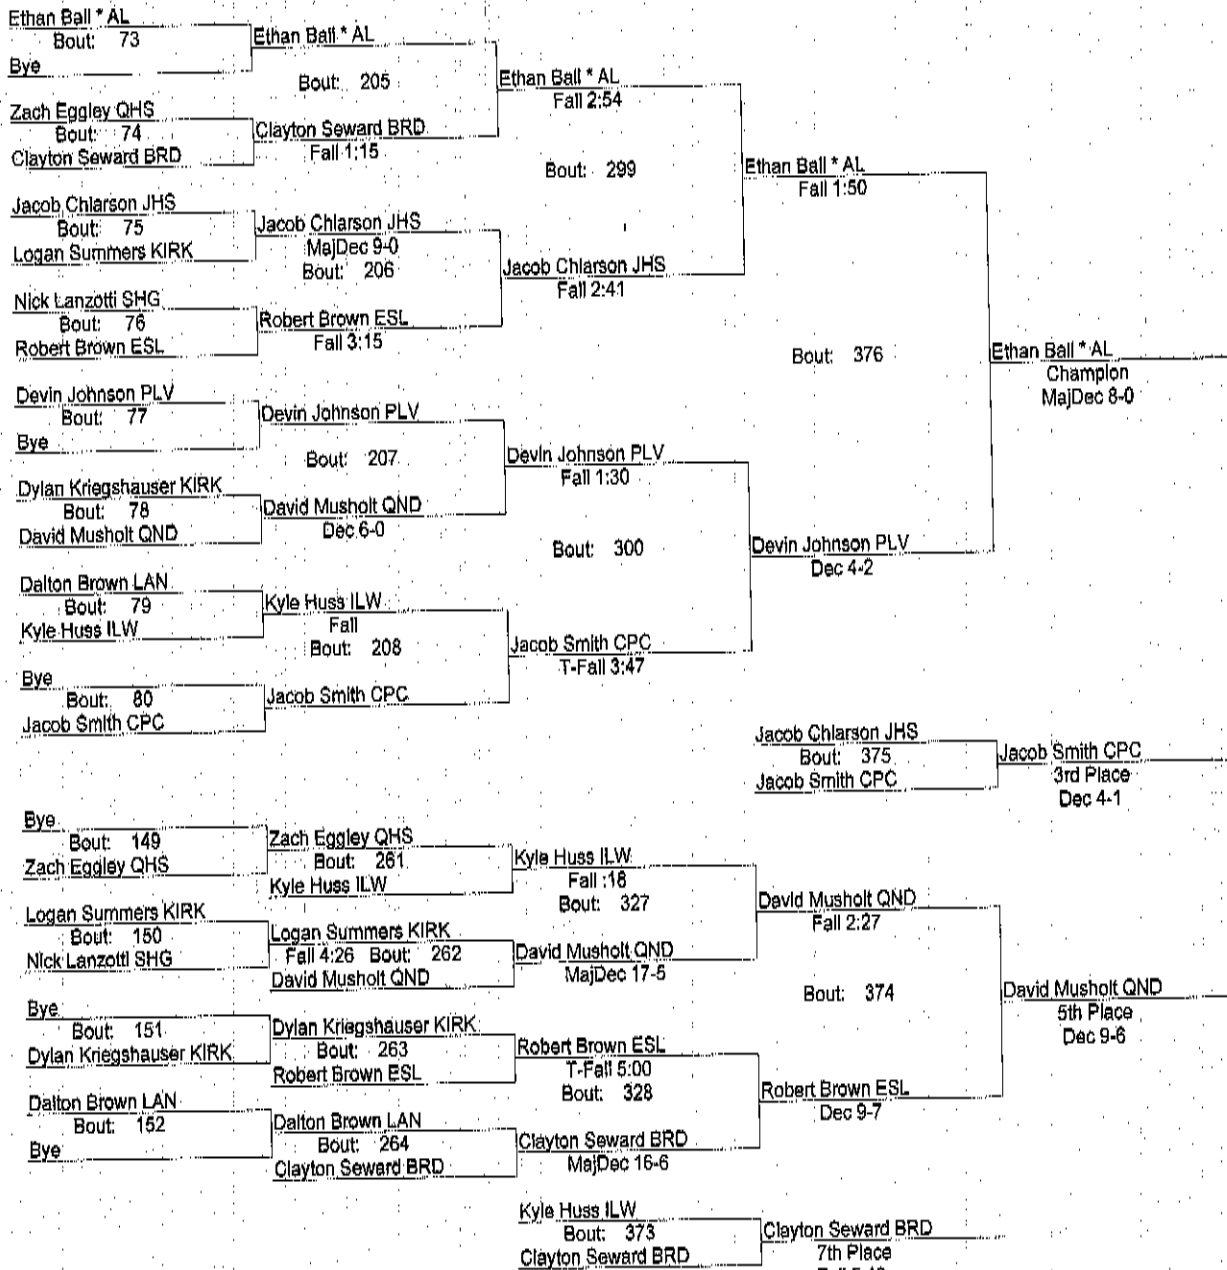 Ethan Ball * AL
Bout: 73
Bye
Ethan Ball * AL
Bout: 205
Zach Eggley QHS
Bout: 74
Clayton Seward BRD
Clayton Seward BRD
Fall 1:15
Ethan Ball * AL
Fall 2:54
Bout: 299
Jacob Chlarson JHS
Bout: 75
Logan Summers KIRK
Jacob Chlarson JHS
MajDec 9-0
Bout: 206
Nick Lanzotti SHG
Bout: 76
Robert Brown ESL
Robert Brown ESL
Fall 3:15
Jacob Chlarson JHS
Fall 2:41
Ethan Ball * AL
Fall 1:50
Bout: 376
Ethan Ball * AL
Champion
MajDec 8-0
Devin Johnson PLV
Bout: 77
Bye
Devin Johnson PLV
Bout: 207
Dylan Kriegshauser KIRK
Bout: 78
David Musholt QND
David Musholt QND
Dec 6-0
Devin Johnson PLV
Fall 1:30
Bout: 300
Dalton Brown LAN
Bout: 79
Kyle Huss ILW
Kyle Huss ILW
Fall
Bout: 208
Bye
Bout: 80
Jacob Smith CPC
Jacob Smith CPC
Jacob Smith CPC
T-Fall 3:47
Devin Johnson PLV
Dec 4-2
Jacob Chlarson JHS
Bout: 375
Jacob Smith CPC
Jacob Smith CPC
3rd Place
Dec 4-1
Bye
Bout: 149
Zach Eggley QHS
Zach Eggley QHS
Bout: 261
Kyle Huss ILW
Kyle Huss ILW
Fall :18
Bout: 327
Logan Summers KIRK
Bout: 150
Nick Lanzotti SHG
Logan Summers KIRK
Fall 4:26 Bout: 262
David Musholt QND
David Musholt QND
MajDec 17-5
David Musholt QND
Fall 2:27
Bout: 374
David Musholt QND
5th Place
Dec 9-6
Bye
Bout: 151
Dylan Kriegshauser KIRK
Dylan Kriegshauser KIRK
Bout: 263
Robert Brown ESL
Robert Brown ESL
T-Fall 5:00
Bout: 328
Dalton Brown LAN
Bout: 152
Bye
Dalton Brown LAN
Bout: 264
Clayton Seward BRD
Clayton Seward BRD
MajDec 16-6
Robert Brown ESL
Dec 9-7
Kyle Huss ILW
Bout: 373
Clayton Seward BRD
Clayton Seward BRD
7th Place